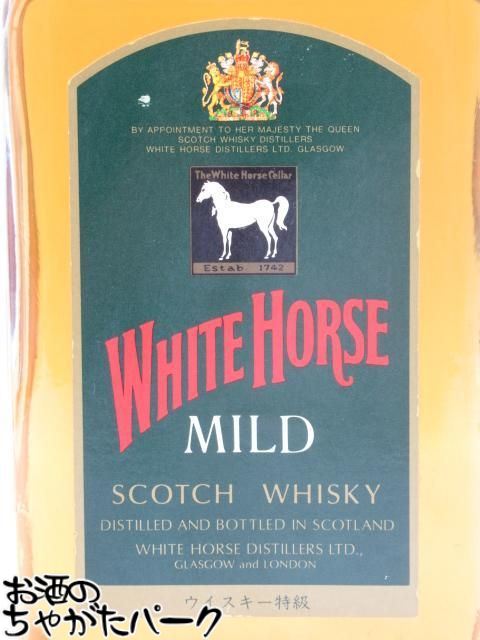 BY APPOINTMENT TO HER MAJESTY THE QUEEN
SCOTCH WHISKY DISTILLERS
WHITE HORSE DISTILLERS LTD. GLASGOW
The White Horse Cellar
Estab. 1742
WHITE HORSE
MILD
SCOTCH WHISKY
DISTILLED AND BOTTLED IN SCOTLAND
WHITE HORSE DISTILLERS LTD.,
GLASGOW and LONDON
ウイスキー特級
お酒の
ちゃがたパーク